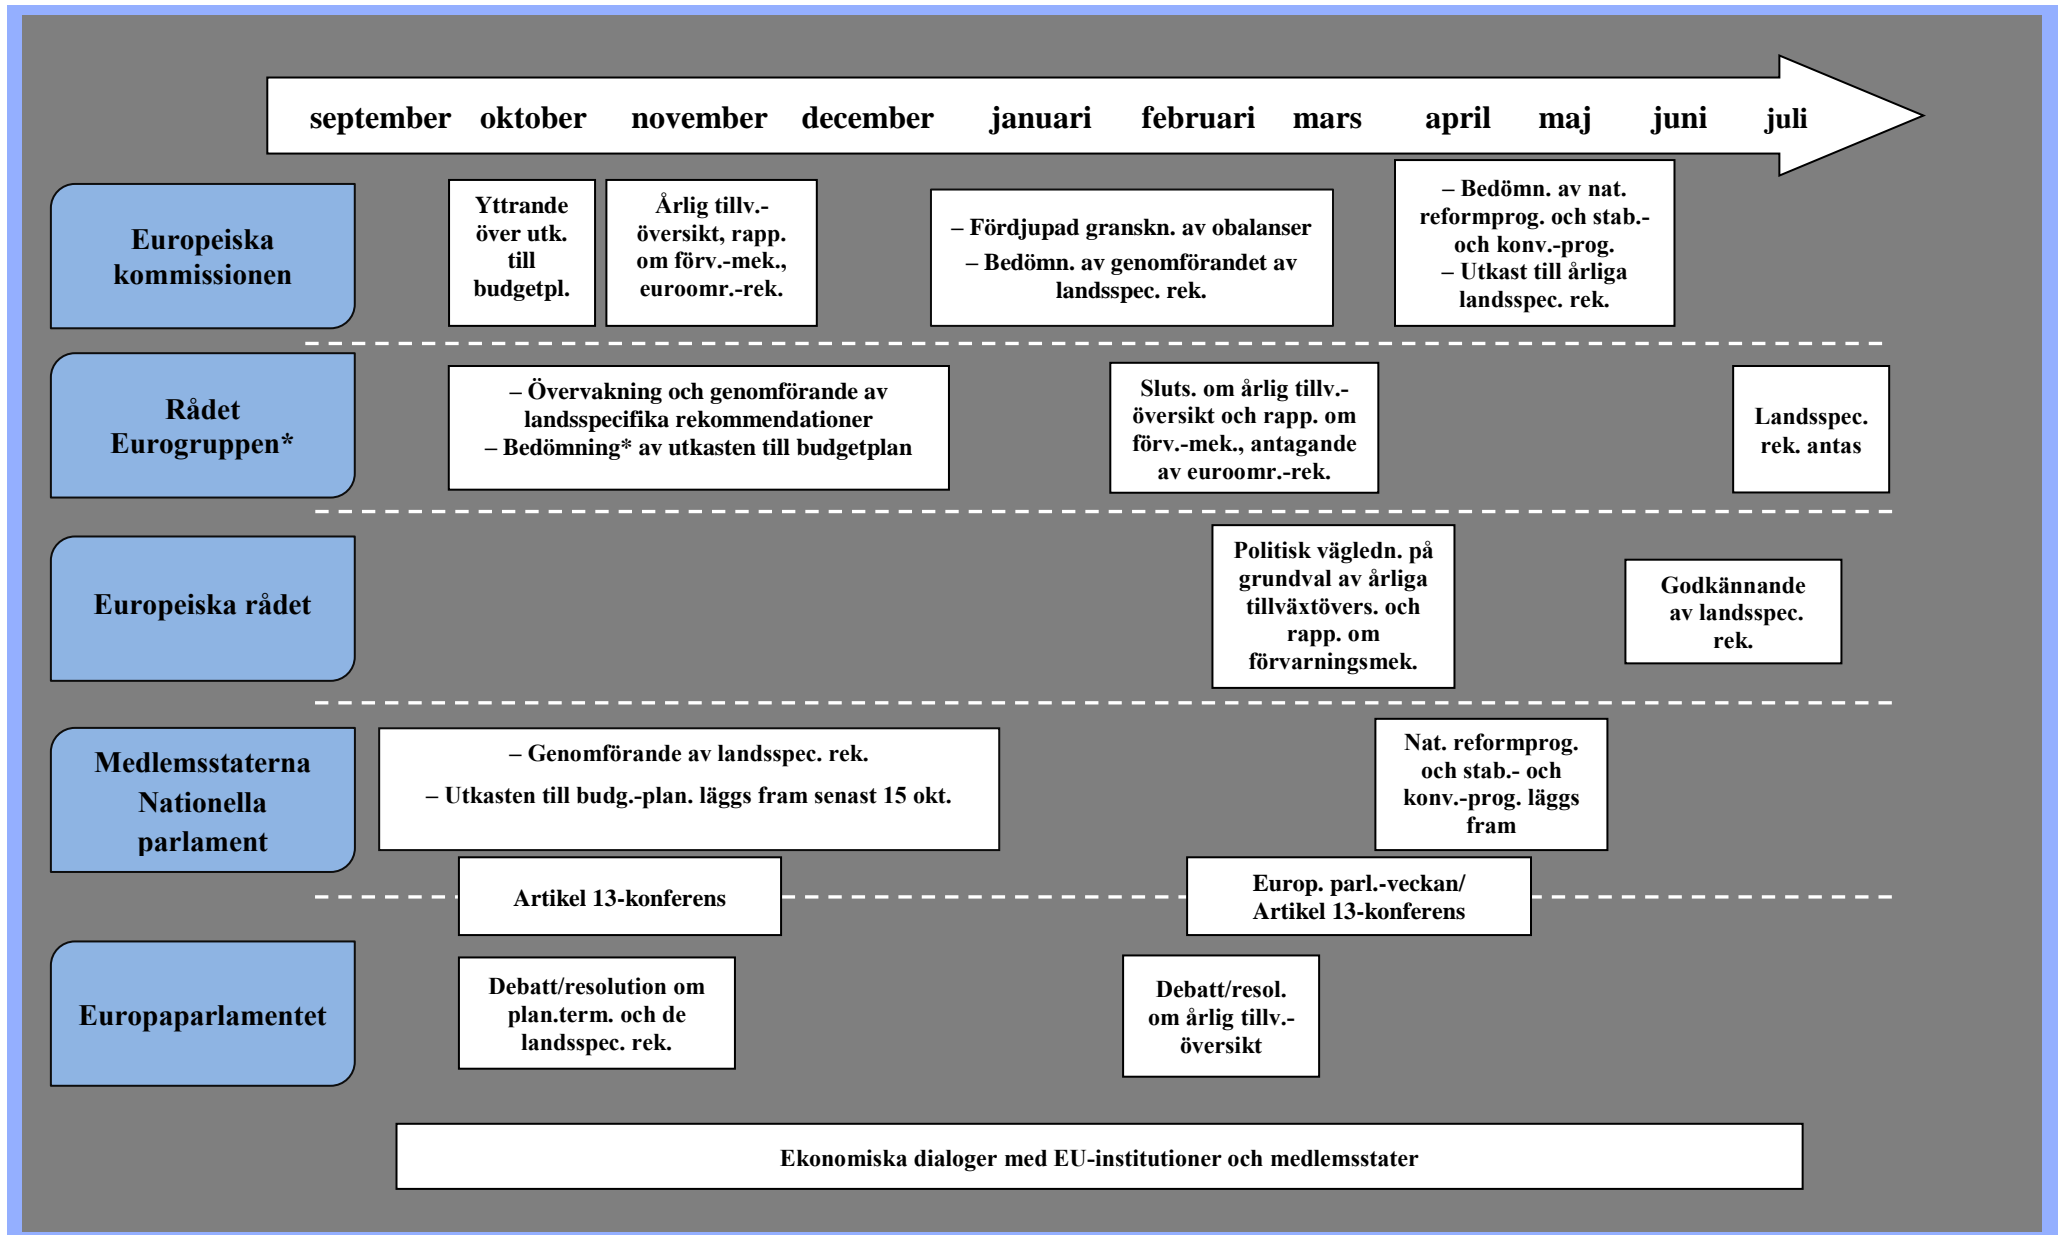 september oktober november december januari februari mars april maj juni juli
Europeiska
kommissionen
Yttrande
över utk.
till
budgetpl.
Årlig tillv.-
översikt, rapp.
om förv.-mek.,
euroomr.-rek.
– Fördjupad granskn. av obalanser
– Bedömn. av genomförandet av
landsspec. rek.
– Bedömn. av nat.
reformprog. och stab.-
och konv.-prog.
– Utkast till årliga
landsspec. rek.
Rådet
Eurogruppen*
– Övervakning och genomförande av
landsspecifika rekommendationer
– Bedömning* av utkasten till budgetplan
Sluts. om årlig tillv.-
översikt och rapp. om
förv.-mek., antagande
av euroomr.-rek.
Landsspec.
rek. antas
Europeiska rådet
Politisk vägledn. på
grundval av årliga
tillväxtövers. och
rapp. om
förvarningsmek.
Godkännande
av landsspec.
rek.
Medlemsstaterna
Nationella
parlament
– Genomförande av landsspec. rek.
– Utkasten till budg.-plan. läggs fram senast 15 okt.
Nat. reformprog.
och stab.- och
konv.-prog. läggs
fram
Artikel 13-konferens
Europ. parl.-veckan/
Artikel 13-konferens
Europaparlamentet
Debatt/resolution om
plan.term. och de
landsspec. rek.
Debatt/resol.
om årlig tillv.-
översikt
Ekonomiska dialoger med EU-institutioner och medlemsstater